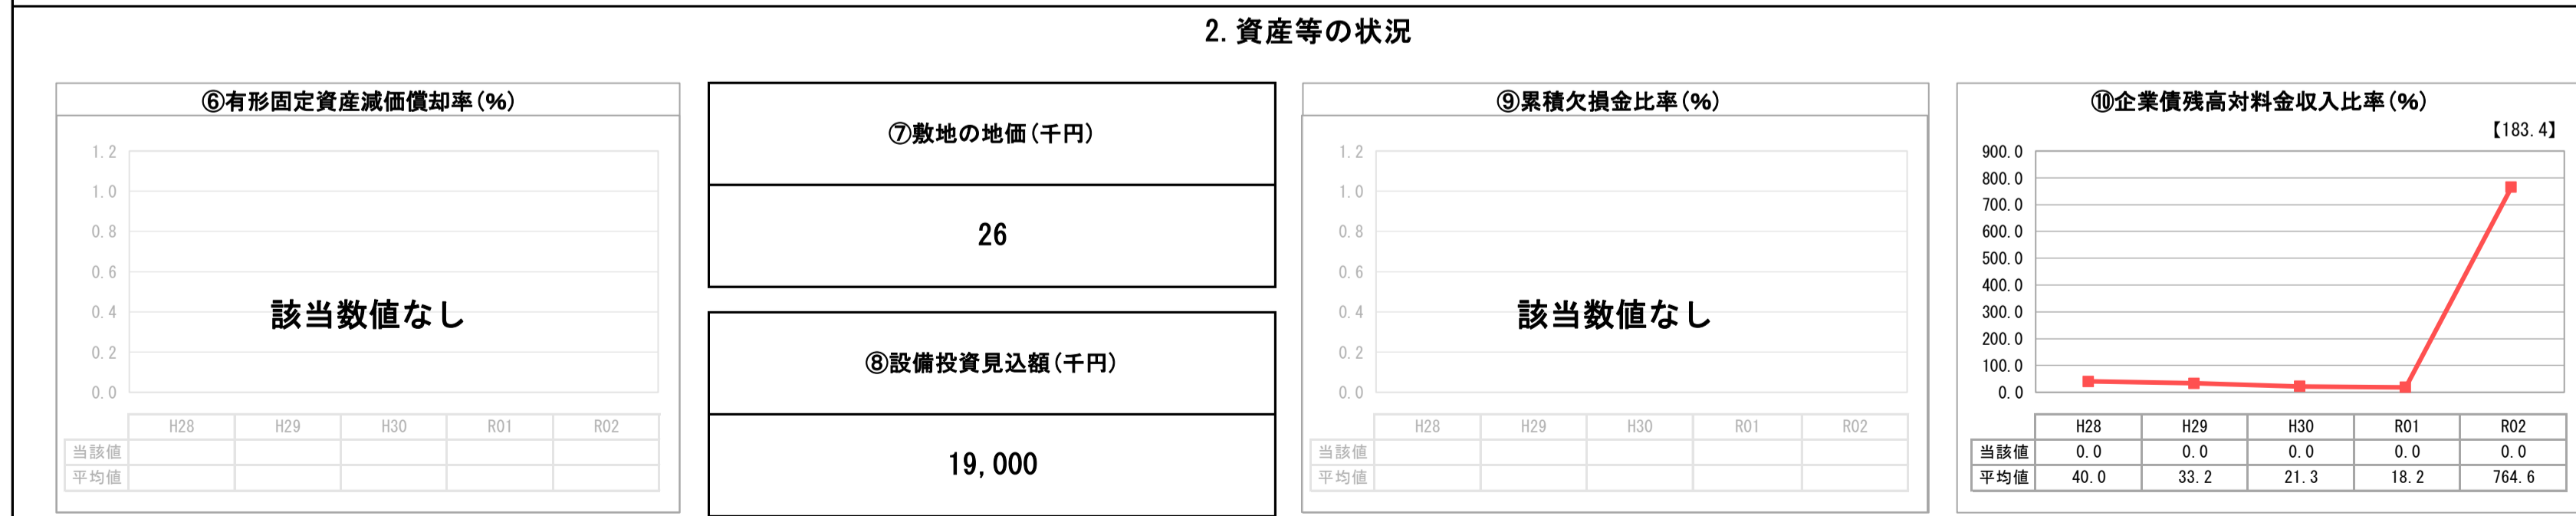 2.資産等の状況
⑥有形固定資産減価償却率(%)
1.2
1.0
0.8
0.6
0.4
0.2
0.0
該当数値なし
H28 H29 H30 R01 R02
当該値
平均値
⑦敷地の地価(千円)
26
⑧設備投資見込額(千円)
19,000
⑨累積欠損金比率(%)
1.2
1.0
0.8
0.6
0.4
0.2
0.0
該当数値なし
H28 H29 H30 R01 R02
当該値
平均値
⑩企業債残高対料金収入比率(%)
【183.4】
900.0
800.0
700.0
600.0
500.0
400.0
300.0
200.0
100.0
0.0
H28 H29 H30 R01 R02
当該値 0.0 0.0 0.0 0.0 0.0
平均値 40.0 33.2 21.3 18.2 764.6